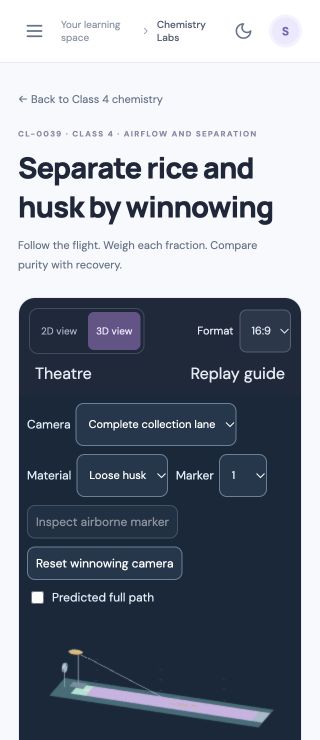 Your learning space
Chemistry Labs
S
← Back to Class 4 chemistry
CL-0039 · CLASS 4 · AIRFLOW AND SEPARATION
Separate rice and
husk by winnowing
Follow the flight. Weigh each fraction. Compare
purity with recovery.
2D view
3D view
Format
16:9
Theatre
Replay guide
Camera
Complete collection lane
Material
Loose husk
Marker
1
Inspect airborne marker
Reset winnowing camera
Predicted full path